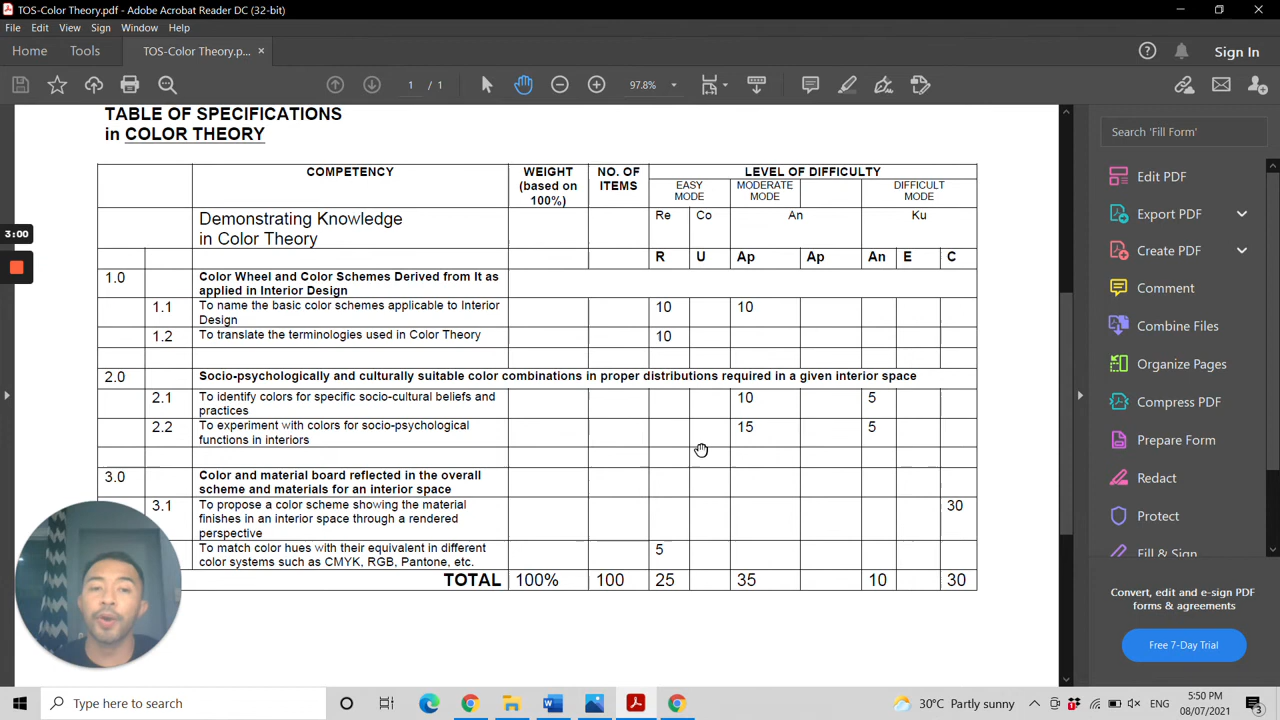 TOS-Color Theory.pdf - Adobe Acrobat Reader DC (32-bit)
File Edit View Sign Window Help
Home Tools TOS-Color Theory.p... × Sign In
1 / 1 97.8%
3:00
TABLE OF SPECIFICATIONS
in COLOR THEORY
COMPETENCY WEIGHT (based on 100%) NO. OF ITEMS LEVEL OF DIFFICULTY
EASY MODE MODERATE MODE DIFFICULT MODE
Demonstrating Knowledge Re Co An Ku
in Color Theory
R U Ap Ap An E C
1.0 Color Wheel and Color Schemes Derived from It as
applied in Interior Design
1.1 To name the basic color schemes applicable to Interior 10 10
Design
1.2 To translate the terminologies used in Color Theory 10
2.0 Socio-psychologically and culturally suitable color combinations in proper distributions required in a given interior space
2.1 To identify colors for specific socio-cultural beliefs and 10 5
practices
2.2 To experiment with colors for socio-psychological 15 5
functions in interiors
3.0 Color and material board reflected in the overall
scheme and materials for an interior space
3.1 To propose a color scheme showing the material 30
finishes in an interior space through a rendered
perspective
To match color hues with their equivalent in different 5
color systems such as CMYK, RGB, Pantone, etc.
TOTAL 100% 100 25 35 10 30
Search 'Fill Form'
Edit PDF
Export PDF
Create PDF
Comment
Combine Files
Organize Pages
Compress PDF
Prepare Form
Redact
Protect
Fill & Sign
Convert, edit and e-sign PDF
forms & agreements
Free 7-Day Trial
Type here to search
30°C Partly sunny
5:50 PM
08/07/2021
3